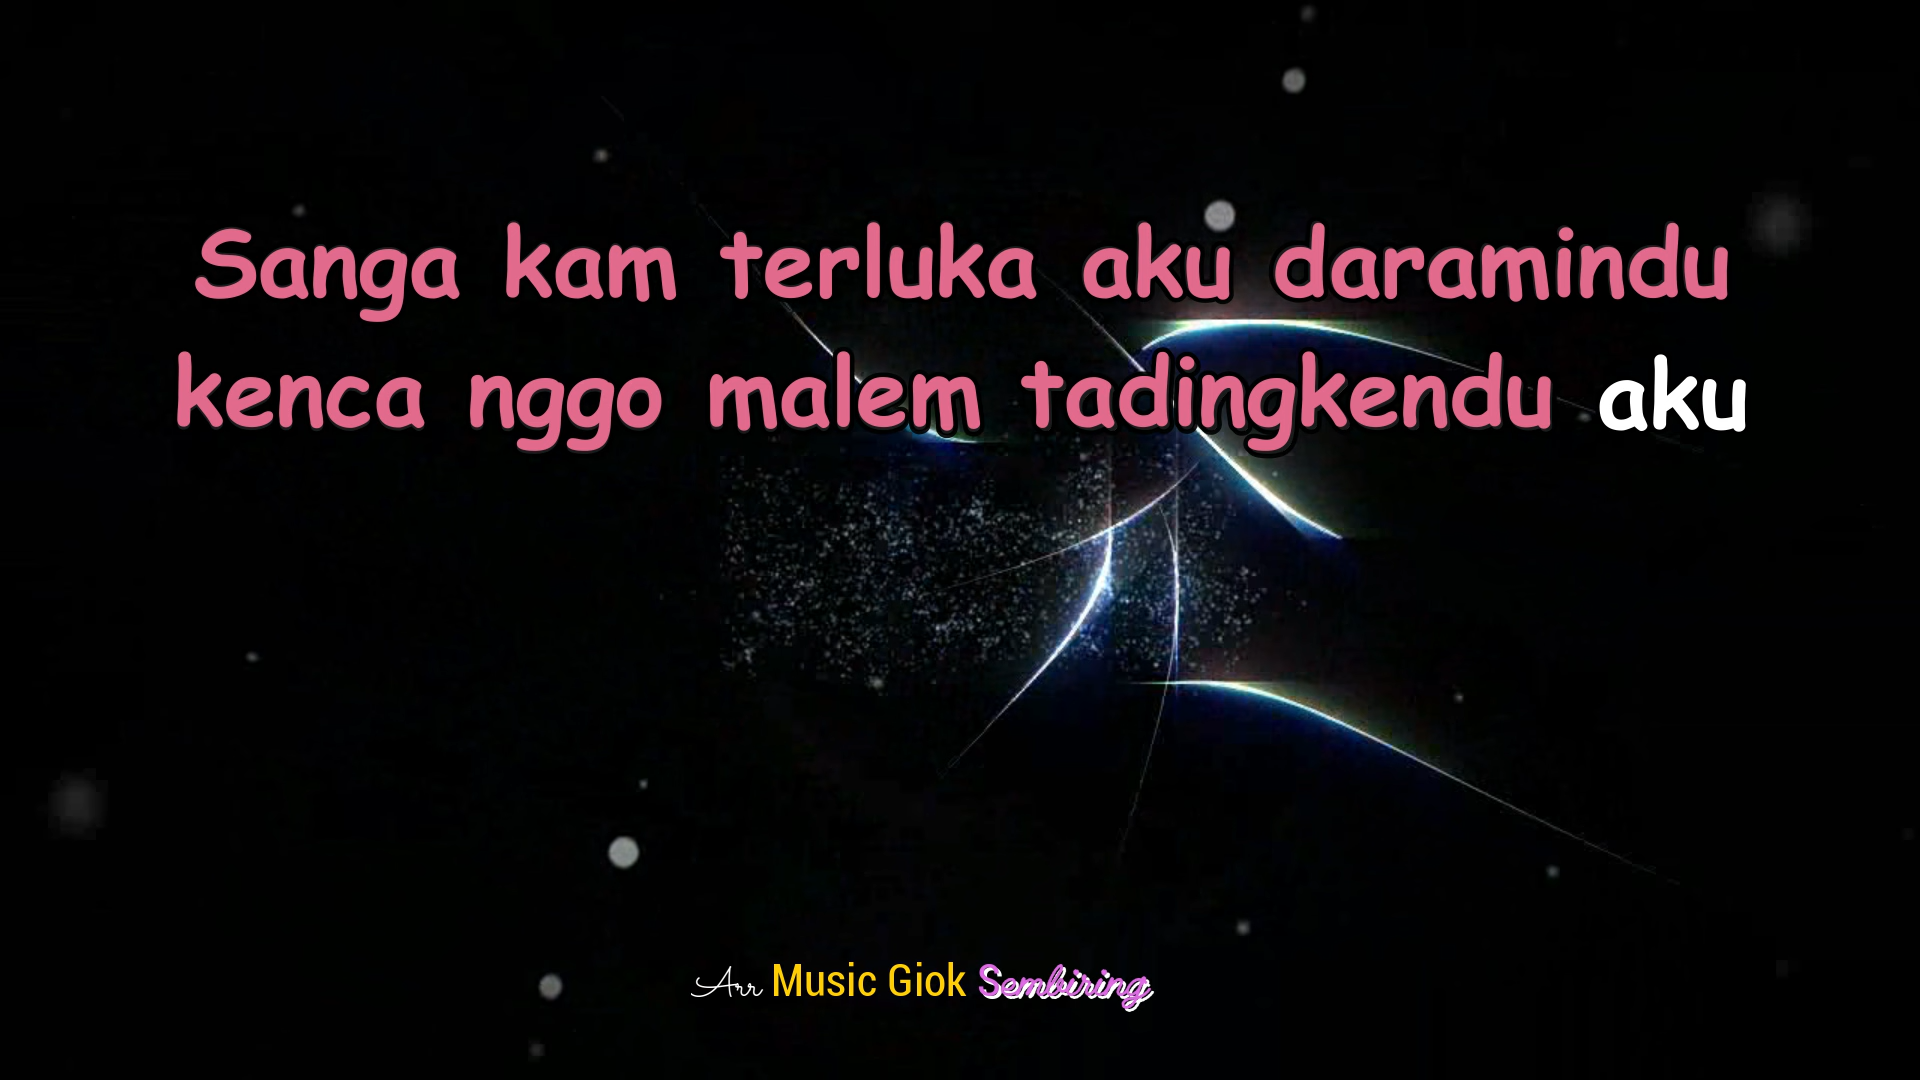 Sanga kam terluka aku daramindu
kenca nggo malem tadingkendu aku
Arr Music Giok Sembiring